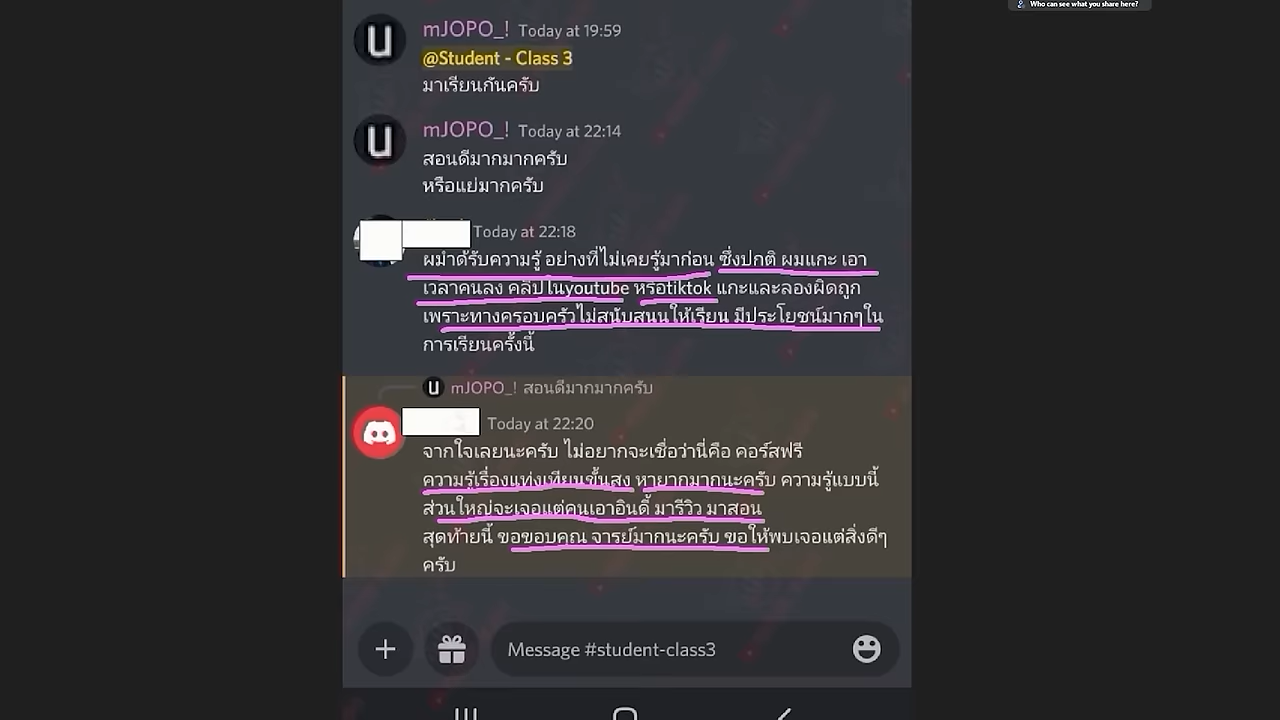 Who can see what you share here?
mJOPO_! Today at 19:59
@Student - Class 3
มาเรียนกันครับ
mJOPO_! Today at 22:14
สอนดีมากมากครับ
หรือแย่มากครับ
Today at 22:18
ผมำด้รับความรู้ อย่างที่ไม่เคยรู้มาก่อน ซึ่งปกติ ผมแกะ เอา
เวลาคนลง คลิปในyoutube หรือtiktok แกะและลองผิดถูก
เพราะทางครอบครัวไม่สนับสนุนให้เรียน มีประโยชน์มากๆใน
การเรียนครั้งนี้
mJOPO_! สอนดีมากมากครับ
Today at 22:20
จากใจเลยนะครับ ไม่อยากจะเชื่อว่านี่คือ คอร์สฟรี
ความรู้เรื่องแท่งเทียนขั้นสูง หายากมากนะครับ ความรู้แบบนี้
ส่วนใหญ่จะเจอแต่คนเอาอินดี้ มารีวิว มาสอน
สุดท้ายนี้ ขอขอบคุณ จารย์มากนะครับ ขอให้พบเจอแต่สิ่งดีๆ
ครับ
Message #student-class3